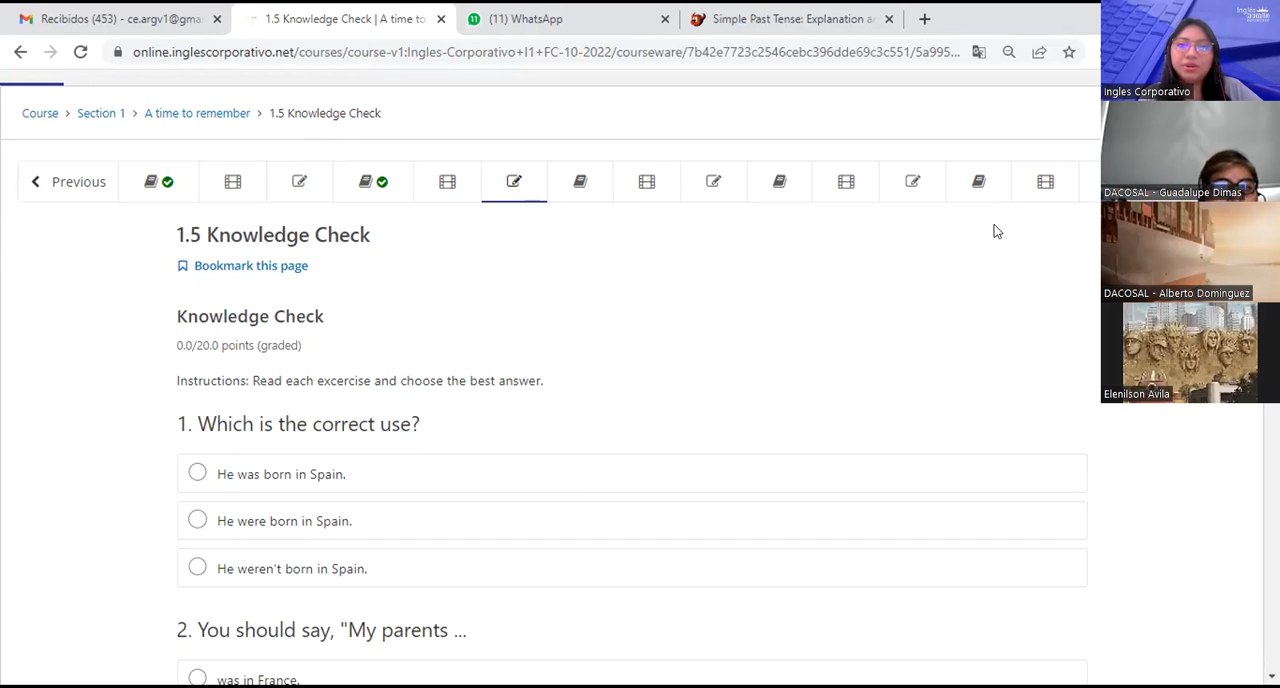 Recibidos (453) - ce.argv1@gma
1.5 Knowledge Check | A time to
(11) WhatsApp
Simple Past Tense: Explanation a
online.inglescorporativo.net/courses/course-v1:Ingles-Corporativo+I1+FC-10-2022/courseware/7b42e7723c2546cebc396dde69c3c551/5a995...
Course > Section 1 > A time to remember > 1.5 Knowledge Check
Previous
1.5 Knowledge Check
Bookmark this page
Knowledge Check
0.0/20.0 points (graded)
Instructions: Read each excercise and choose the best answer.
1. Which is the correct use?
He was born in Spain.
He were born in Spain.
He weren't born in Spain.
2. You should say, "My parents ...
was in France.
Ingles Corporativo
DACOSAL - Guadalupe Dimas
DACOSAL - Alberto Dominguez
Elenilson Avila